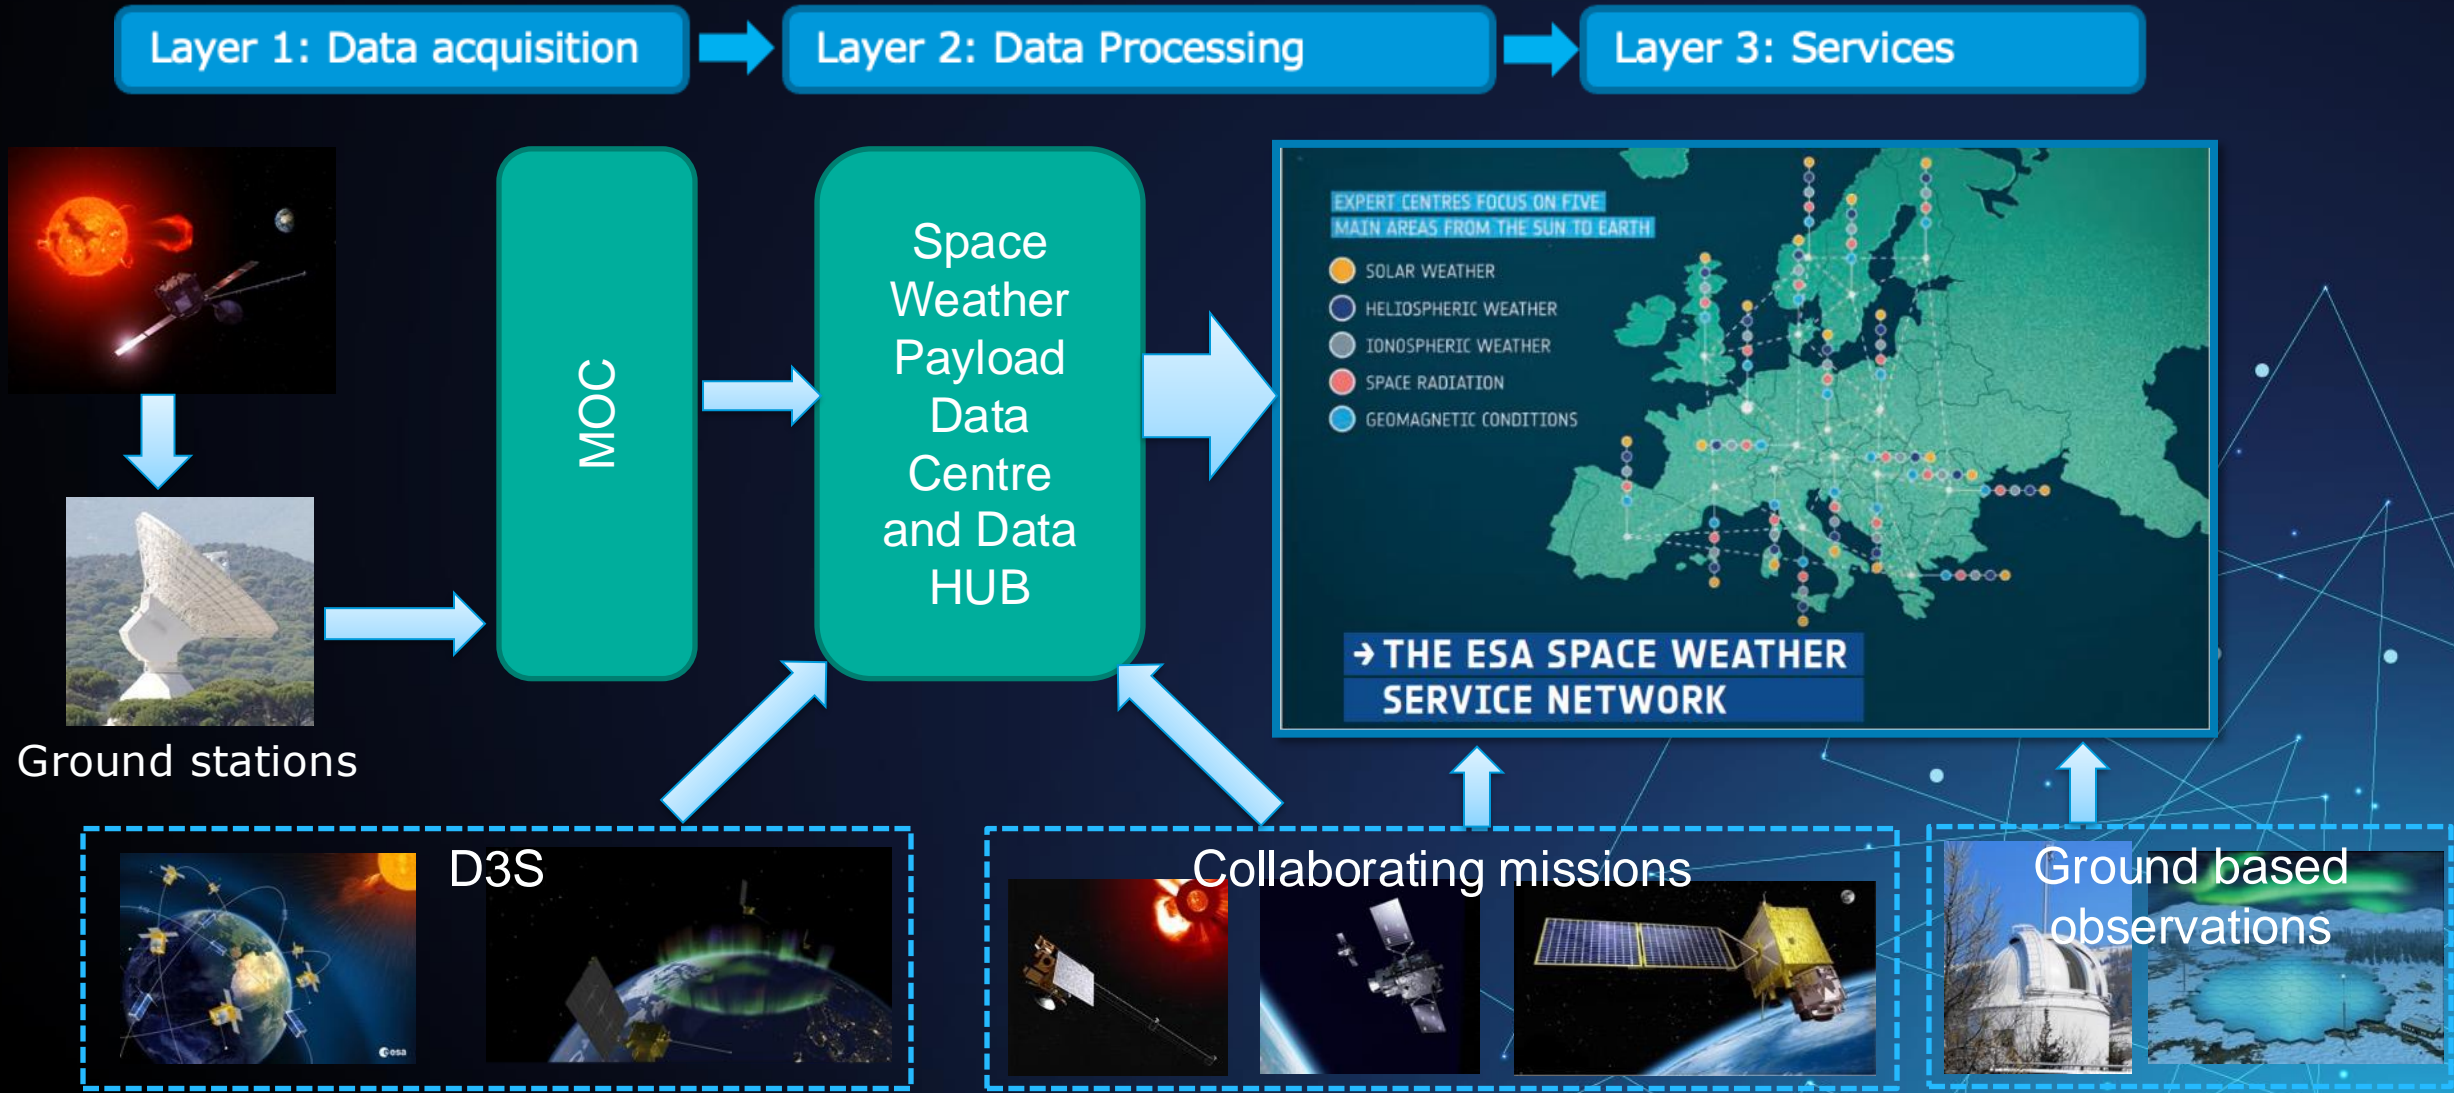 Layer 1: Data acquisition
Layer 2: Data Processing
Layer 3: Services
MOC
Space
Weather
Payload
Data
Centre
and Data
HUB
EXPERT CENTRES FOCUS ON FIVE
MAIN AREAS FROM THE SUN TO EARTH
SOLAR WEATHER
HELIOSPHERIC WEATHER
IONOSPHERIC WEATHER
SPACE RADIATION
GEOMAGNETIC CONDITIONS
→ THE ESA SPACE WEATHER
SERVICE NETWORK
Ground stations
D3S
esa
Collaborating missions
Ground based
observations